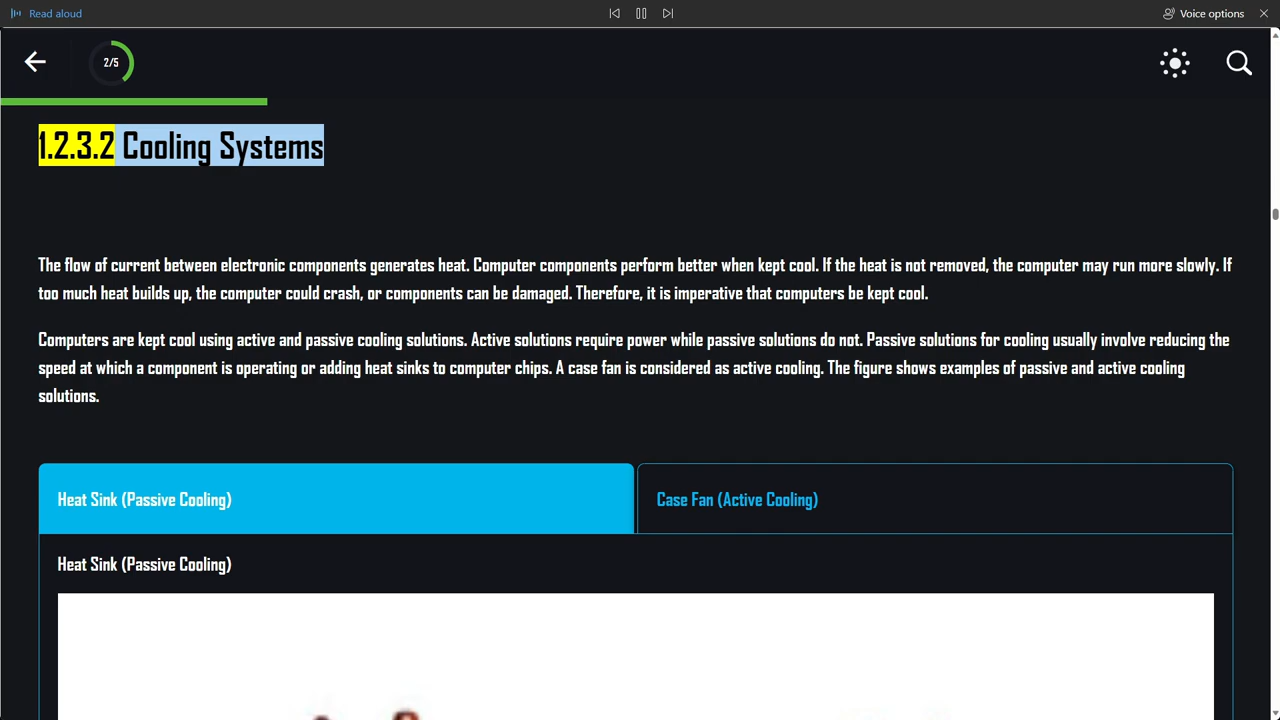 Read aloud
Voice options
2/5
1.2.3.2 Cooling Systems
The flow of current between electronic components generates heat. Computer components perform better when kept cool. If the heat is not removed, the computer may run more slowly. If
too much heat builds up, the computer could crash, or components can be damaged. Therefore, it is imperative that computers be kept cool.
Computers are kept cool using active and passive cooling solutions. Active solutions require power while passive solutions do not. Passive solutions for cooling usually involve reducing the
speed at which a component is operating or adding heat sinks to computer chips. A case fan is considered as active cooling. The figure shows examples of passive and active cooling
solutions.
Heat Sink (Passive Cooling)
Case Fan (Active Cooling)
Heat Sink (Passive Cooling)